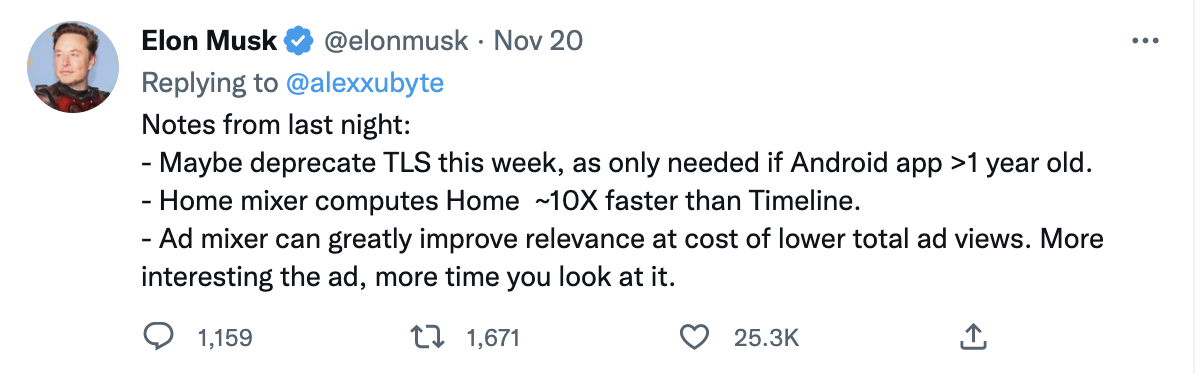 Elon Musk @elonmusk · Nov 20
Replying to @alexxubyte
Notes from last night:
- Maybe deprecate TLS this week, as only needed if Android app >1 year old.
- Home mixer computes Home  ~10X faster than Timeline.
- Ad mixer can greatly improve relevance at cost of lower total ad views. More
interesting the ad, more time you look at it.
1,159 1,671 25.3K